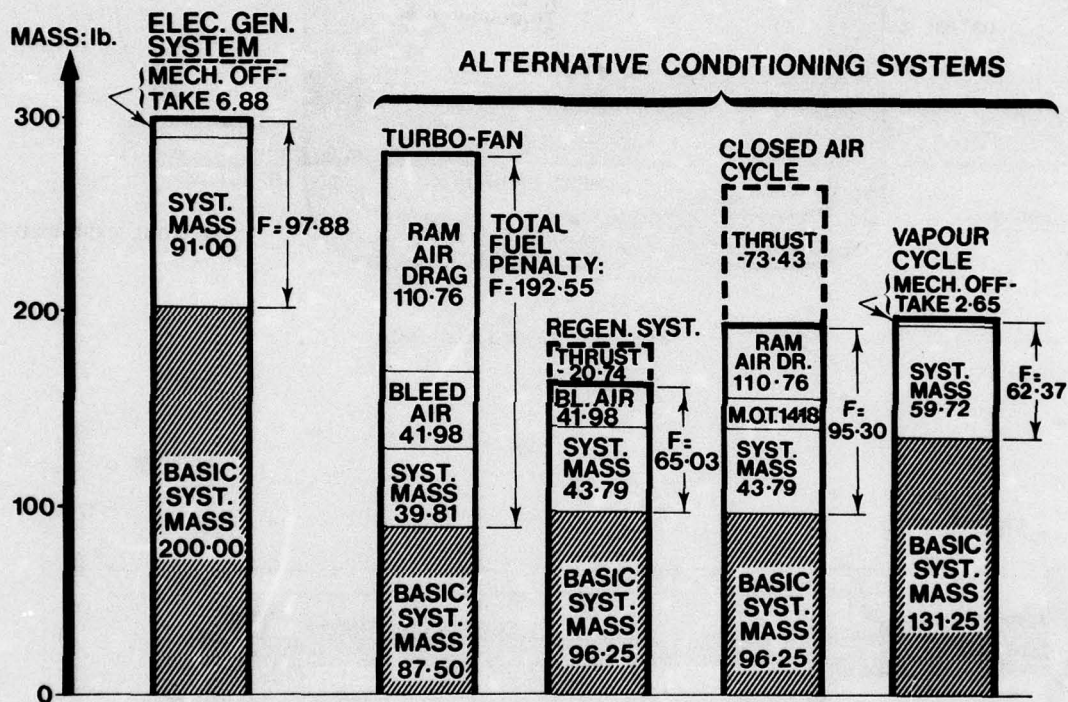 MASS: lb.
300
200
100
0
ELEC. GEN.
SYSTEM
MECH. OFF-
TAKE 6.88
SYST.
MASS
91·00
F=97·88
BASIC
SYST.
MASS
200·00
ALTERNATIVE CONDITIONING SYSTEMS
TURBO-FAN
RAM
AIR
DRAG
110·76
BLEED
AIR
41·98
SYST.
MASS
39·81
TOTAL
FUEL
PENALTY:
F=192·55
BASIC
SYST.
MASS
87·50
REGEN. SYST.
THRUST
-20·74
BL. AIR
41·98
SYST.
MASS
43·79
F=
65·03
BASIC
SYST.
MASS
96·25
CLOSED AIR
CYCLE
THRUST
-73·43
RAM
AIR DR.
110·76
M.O.T. 14·18
SYST.
MASS
43·79
F=
95·30
BASIC
SYST.
MASS
96·25
VAPOUR
CYCLE
MECH. OFF-
TAKE 2.65
SYST.
MASS
59·72
F=
62·37
BASIC
SYST.
MASS
131·25